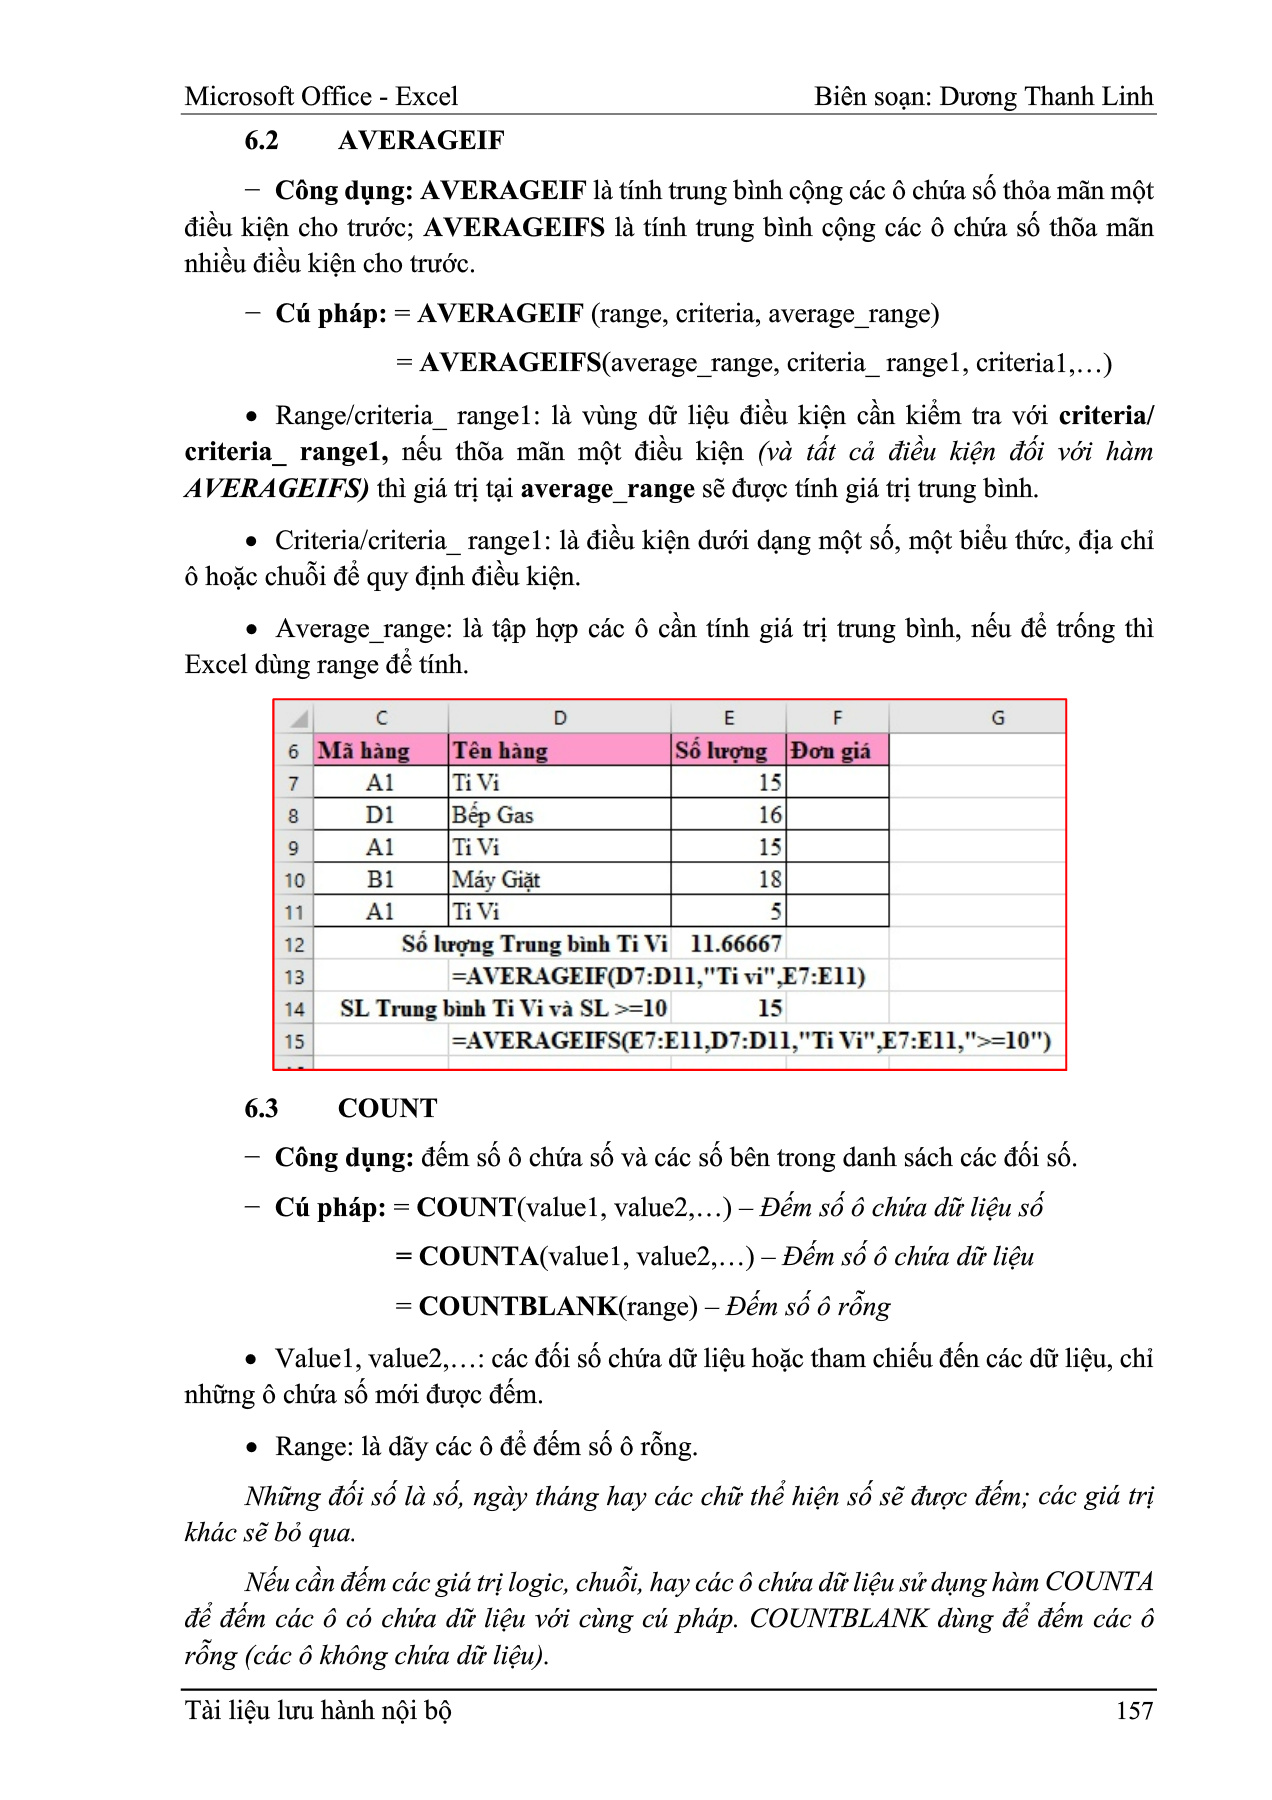 Microsoft Office - Excel Biên soạn: Dương Thanh Linh
6.2 AVERAGEIF
− Công dụng: AVERAGEIF là tính trung bình cộng các ô chứa số thỏa mãn một
điều kiện cho trước; AVERAGEIFS là tính trung bình cộng các ô chứa số thõa mãn
nhiều điều kiện cho trước.
− Cú pháp: = AVERAGEIF (range, criteria, average_range)
= AVERAGEIFS(average_range, criteria_ range1, criteria1,…)
• Range/criteria_ range1: là vùng dữ liệu điều kiện cần kiểm tra với criteria/
criteria_ range1, nếu thõa mãn một điều kiện (và tất cả điều kiện đối với hàm
AVERAGEIFS) thì giá trị tại average_range sẽ được tính giá trị trung bình.
• Criteria/criteria_ range1: là điều kiện dưới dạng một số, một biểu thức, địa chỉ
ô hoặc chuỗi để quy định điều kiện.
• Average_range: là tập hợp các ô cần tính giá trị trung bình, nếu để trống thì
Excel dùng range để tính.
C D E F G
6 Mã hàng Tên hàng Số lượng Đơn giá
7 A1 Ti Vi 15
8 D1 Bếp Gas 16
9 A1 Ti Vi 15
10 B1 Máy Giặt 18
11 A1 Ti Vi 5
12 Số lượng Trung bình Ti Vi 11.66667
13 =AVERAGEIF(D7:D11,"Ti vi",E7:E11)
14 SL Trung bình Ti Vi và SL >=10 15
15 =AVERAGEIFS(E7:E11,D7:D11,"Ti Vi",E7:E11,">=10")
6.3 COUNT
− Công dụng: đếm số ô chứa số và các số bên trong danh sách các đối số.
− Cú pháp: = COUNT(value1, value2,…) – Đếm số ô chứa dữ liệu số
= COUNTA(value1, value2,…) – Đếm số ô chứa dữ liệu
= COUNTBLANK(range) – Đếm số ô rỗng
• Value1, value2,…: các đối số chứa dữ liệu hoặc tham chiếu đến các dữ liệu, chỉ
những ô chứa số mới được đếm.
• Range: là dãy các ô để đếm số ô rỗng.
Những đối số là số, ngày tháng hay các chữ thể hiện số sẽ được đếm; các giá trị
khác sẽ bỏ qua.
Nếu cần đếm các giá trị logic, chuỗi, hay các ô chứa dữ liệu sử dụng hàm COUNTA
để đếm các ô có chứa dữ liệu với cùng cú pháp. COUNTBLANK dùng để đếm các ô
rỗng (các ô không chứa dữ liệu).
Tài liệu lưu hành nội bộ 157